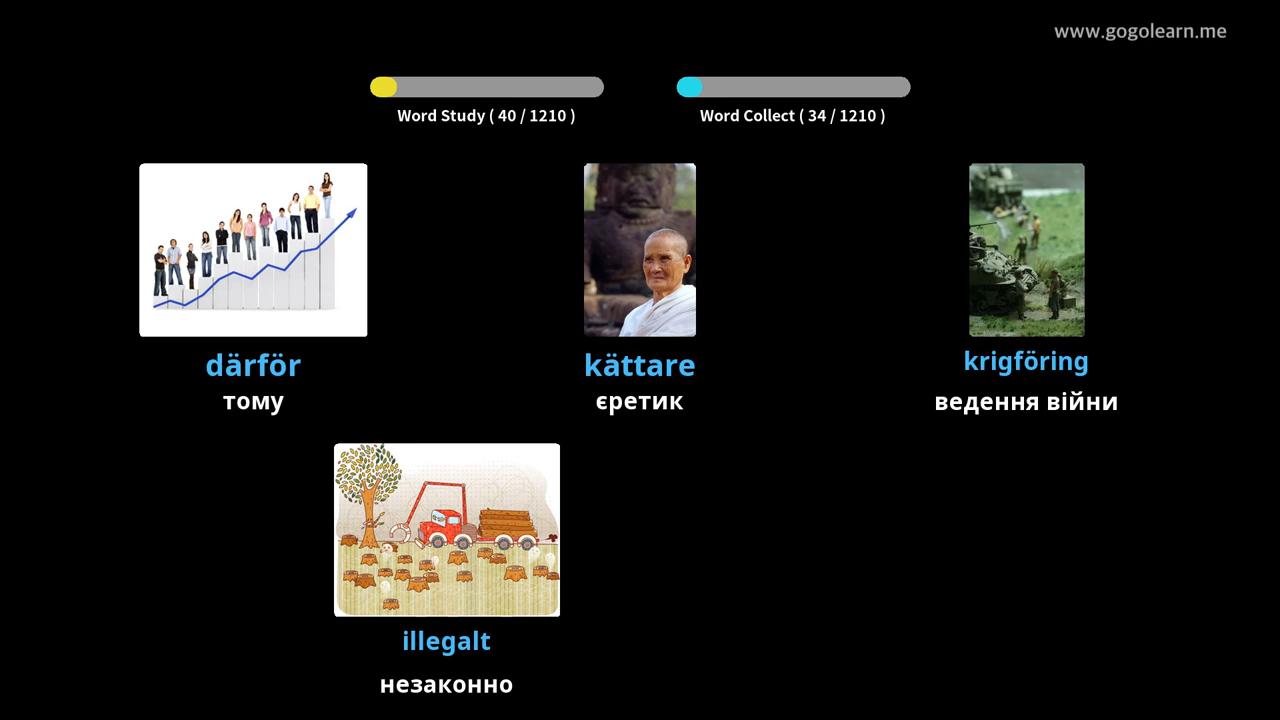 www.gogolearn.me
Word Study ( 40 / 1210 )
Word Collect ( 34 / 1210 )
därför
тому
kättare
єретик
krigföring
ведення війни
illegalt
незаконно